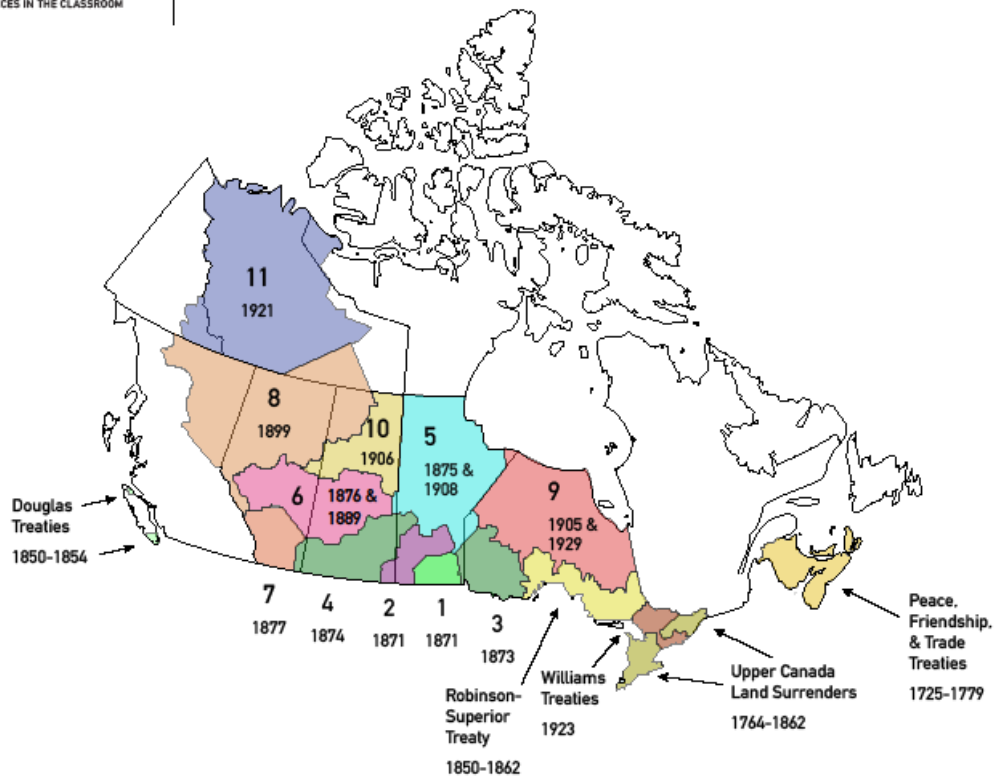 CES IN THE CLASSROOM
11
1921
8
1899
10
1906
5
1875 &
1908
6
1876 &
1889
9
1905 &
1929
Douglas
Treaties
1850-1854
7
1877
4
1874
2
1871
1
1871
3
1873
Robinson-
Superior
Treaty
1850-1862
Williams
Treaties
1923
Upper Canada
Land Surrenders
1764-1862
Peace,
Friendship,
& Trade
Treaties
1725-1779